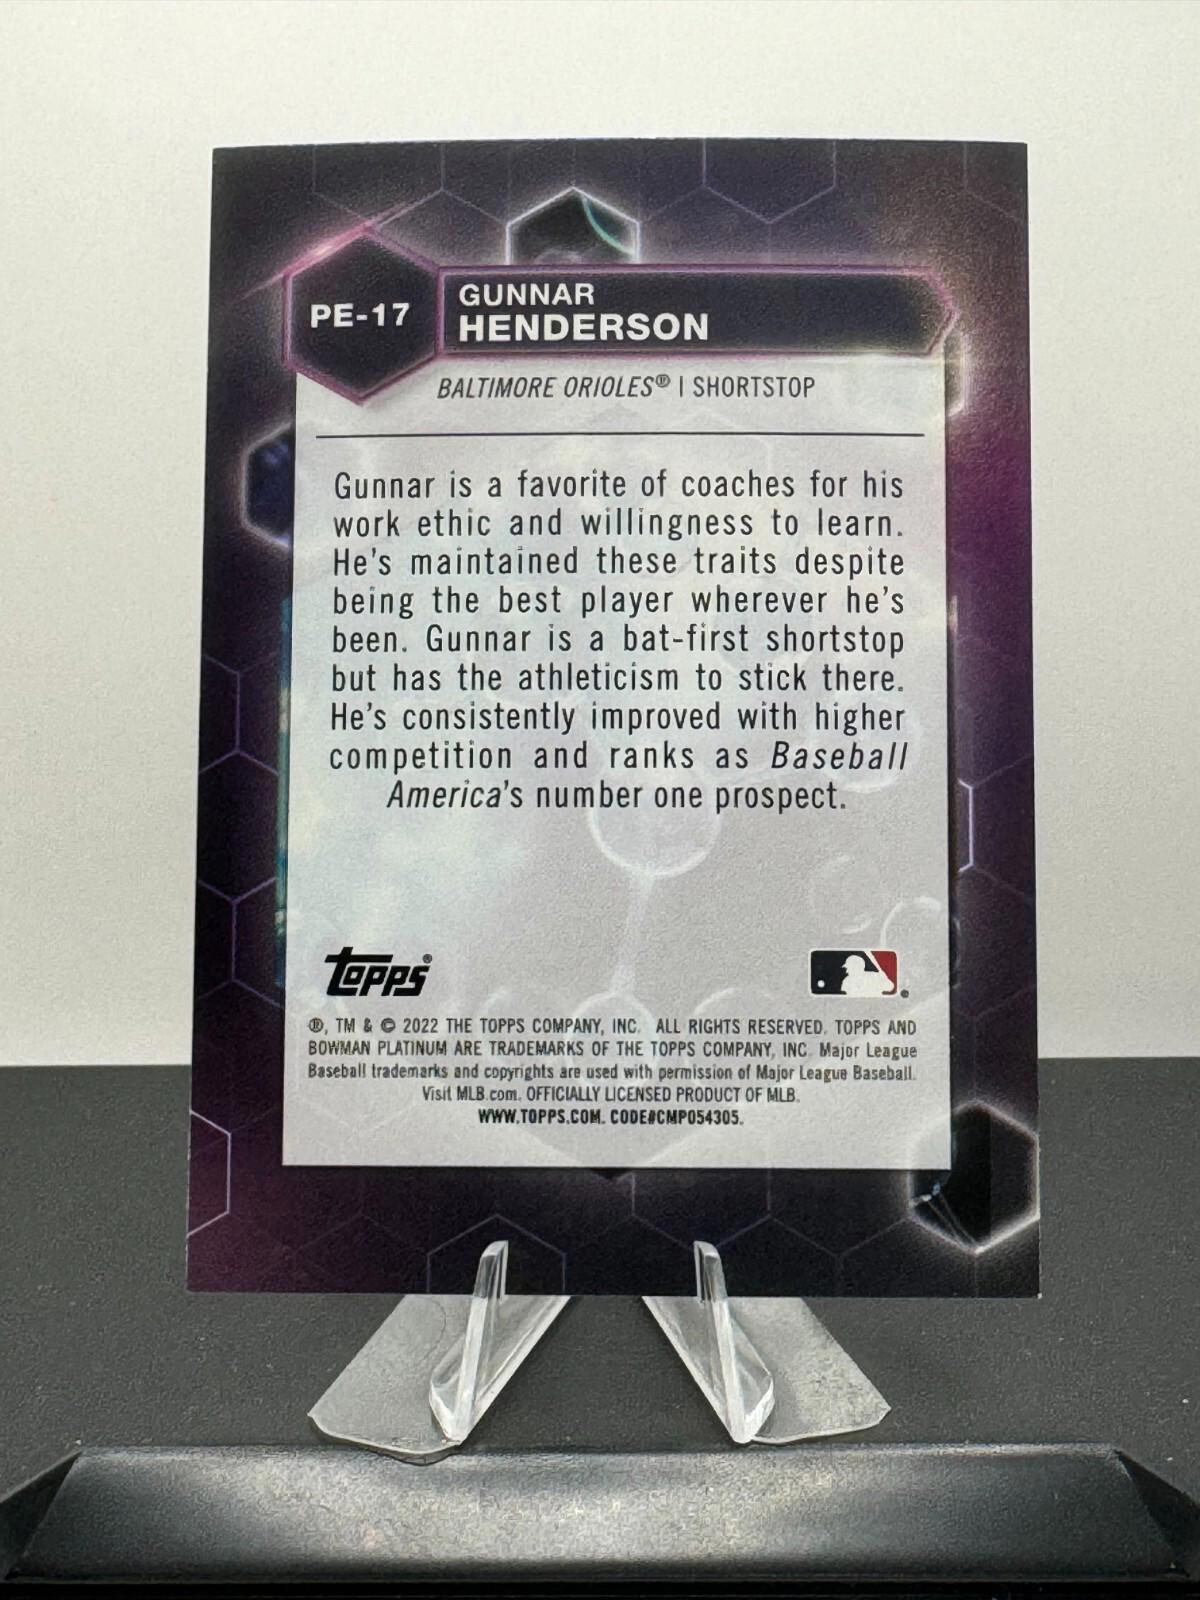 PE-17
GUNNAR
HENDERSON
BALTIMORE ORIOLES® | SHORTSTOP
Gunnar is a favorite of coaches for his
work ethic and willingness to learn.
He's maintained these traits despite
being the best player wherever he's
been. Gunnar is a bat-first shortstop
but has the athleticism to stick there.
He's consistently improved with higher
competition and ranks as Baseball
America's number one prospect.
topps®
®, TM & © 2022 THE TOPPS COMPANY, INC. ALL RIGHTS RESERVED. TOPPS AND
BOWMAN PLATINUM ARE TRADEMARKS OF THE TOPPS COMPANY, INC. Major League
Baseball trademarks and copyrights are used with permission of Major League Baseball.
Visit MLB.com. OFFICIALLY LICENSED PRODUCT OF MLB.
WWW.TOPPS.COM. CODE#CMP054305.